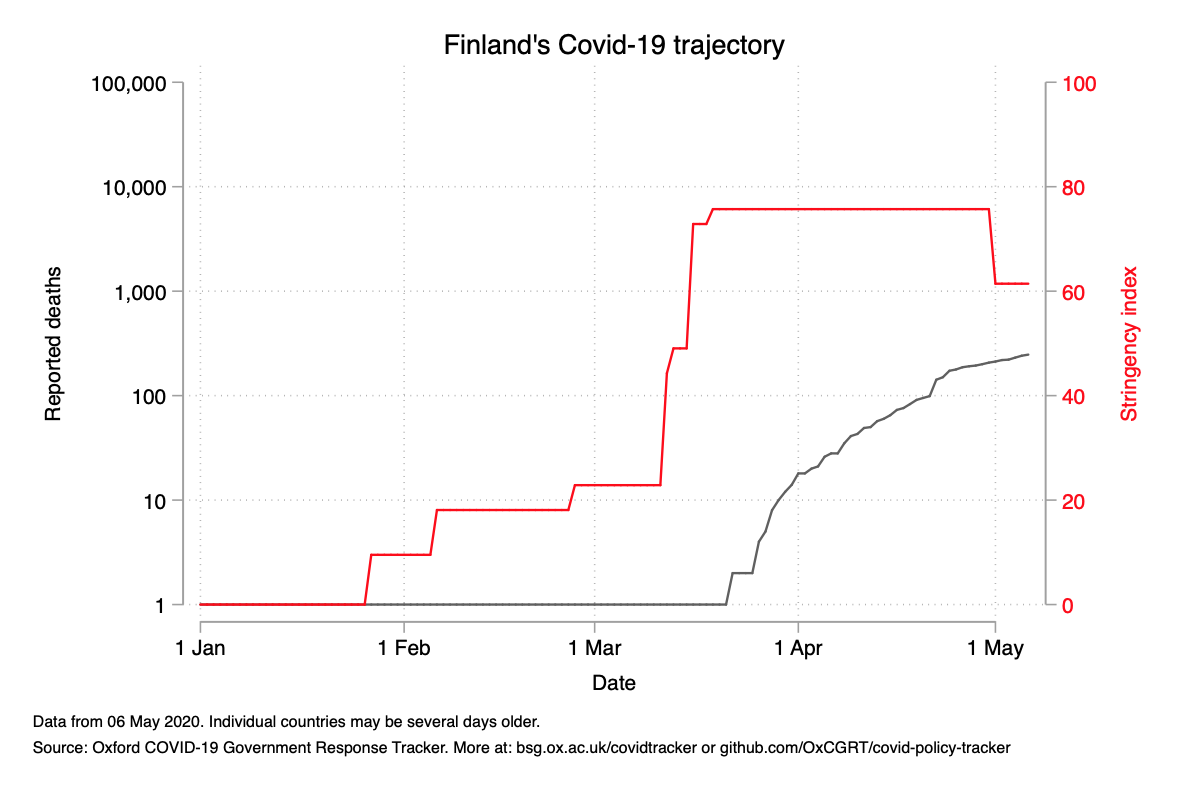 Finland's Covid-19 trajectory
100,000
10,000
1,000
100
10
1
Reported deaths
100
80
60
40
20
0
Stringency index
1 Jan
1 Feb
1 Mar
1 Apr
1 May
Date
Data from 06 May 2020. Individual countries may be several days older.
Source: Oxford COVID-19 Government Response Tracker. More at: bsg.ox.ac.uk/covidtracker or github.com/OxCGRT/covid-policy-tracker